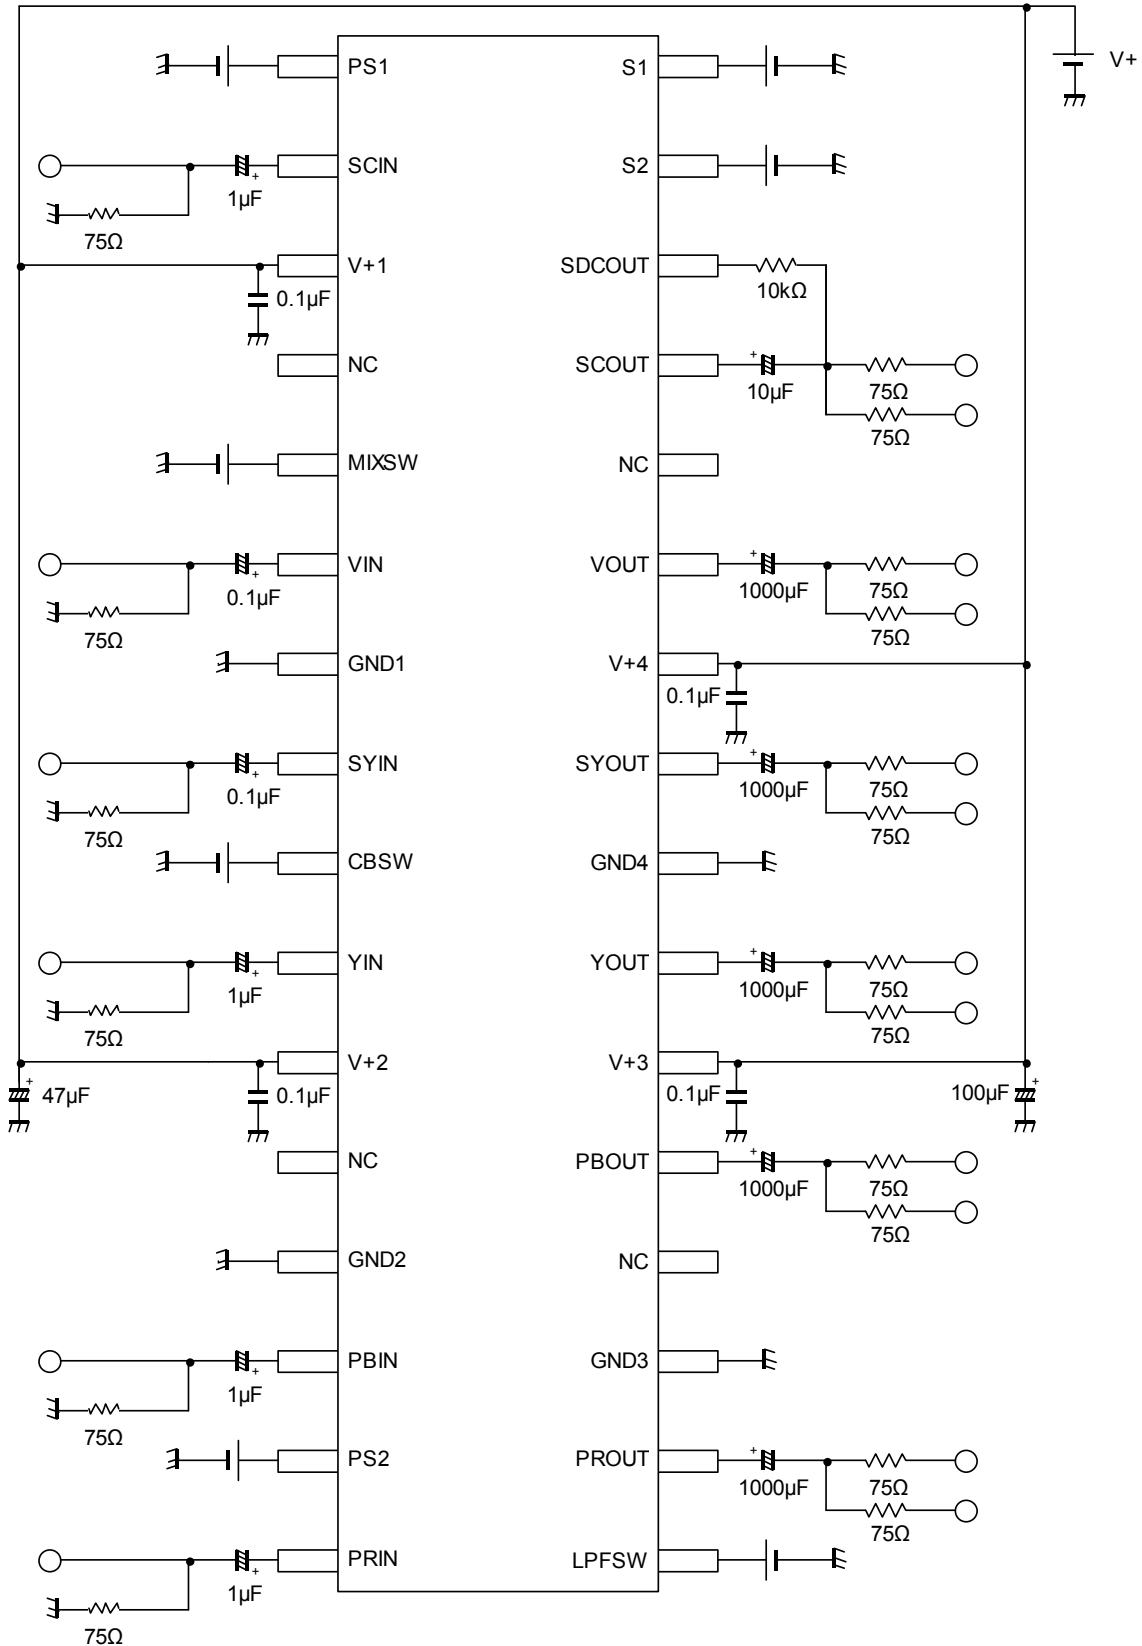 V+
PS1
S1
SCIN
S2
1µF
75Ω
V+1
SDCOUT
0.1µF
10kΩ
NC
SCOUT
10µF
75Ω
75Ω
MIXSW
NC
VIN
VOUT
0.1µF
1000µF
75Ω
75Ω
75Ω
GND1
V+4
0.1µF
SYIN
SYOUT
0.1µF
1000µF
75Ω
75Ω
75Ω
CBSW
GND4
YIN
YOUT
1µF
1000µF
75Ω
75Ω
75Ω
V+2
V+3
47µF
0.1µF
0.1µF
100µF
NC
PBOUT
1000µF
75Ω
75Ω
GND2
NC
PBIN
GND3
1µF
75Ω
PS2
PROUT
1000µF
75Ω
75Ω
PRIN
LPFSW
1µF
75Ω